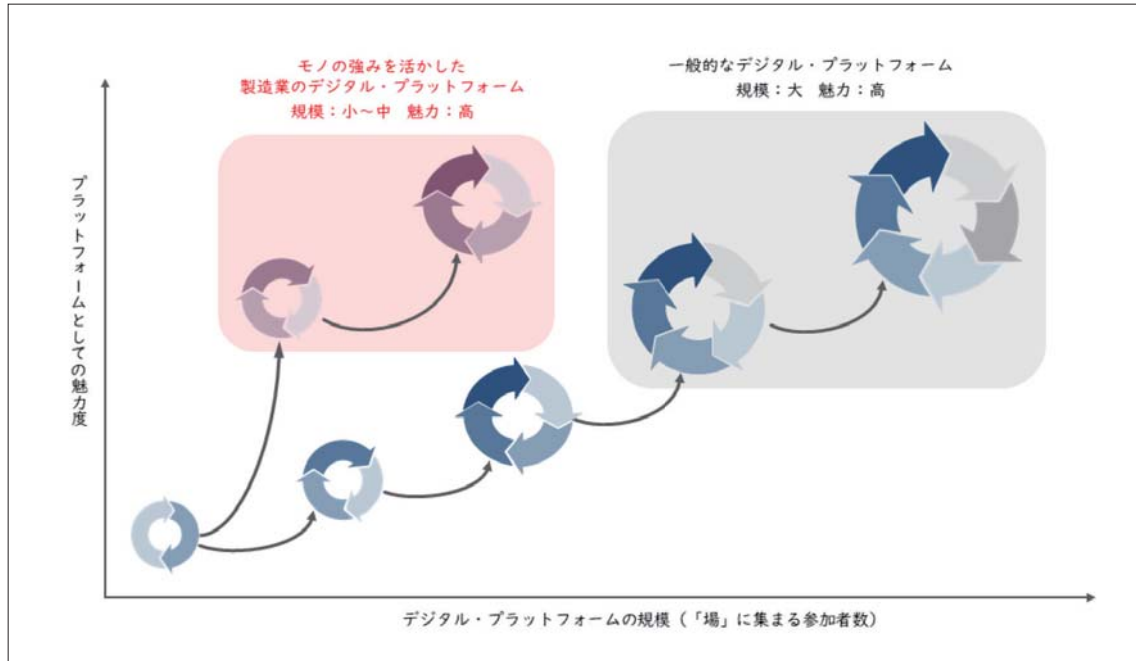 モノの強みを活かした
製造業のデジタル・プラットフォーム
規模：小～中　魅力：高
一般的なデジタル・プラットフォーム
規模：大　魅力：高
プラットフォームとしての魅力度
デジタル・プラットフォームの規模（「場」に集まる参加者数）